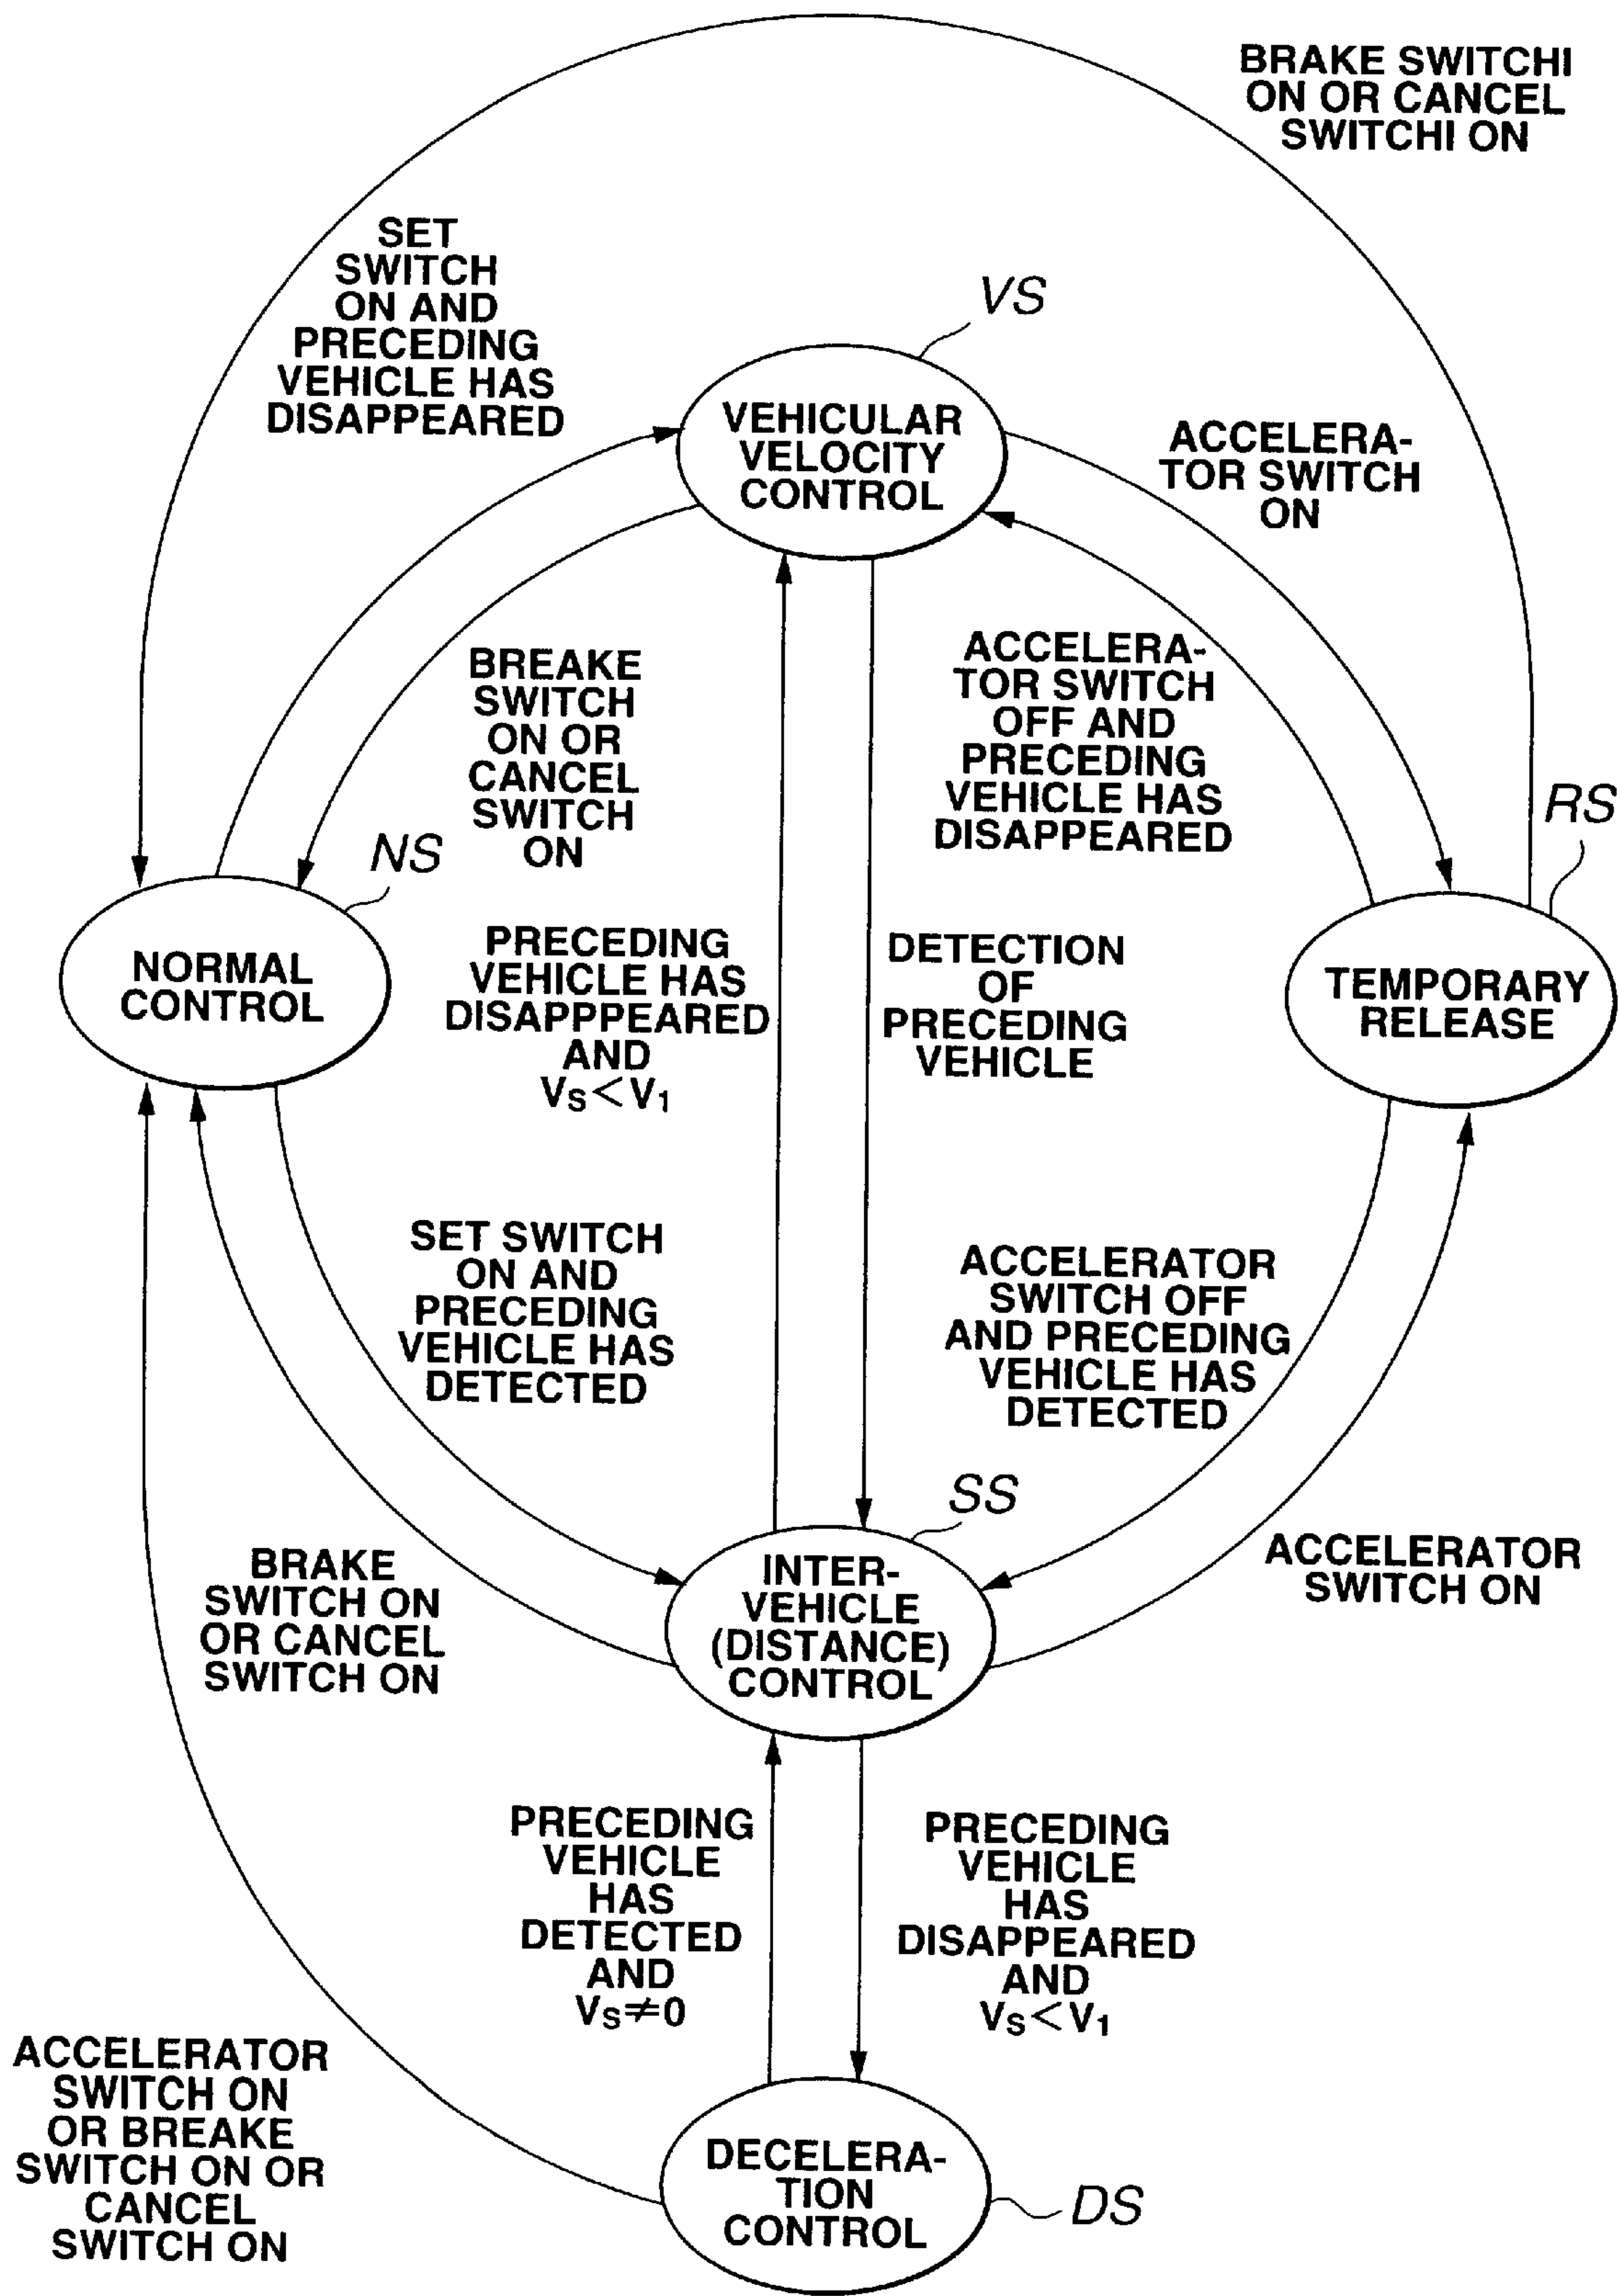 BRAKE SWITCHI
ON OR CANCEL
SWITCHI ON
SET
SWITCH
ON AND
PRECEDING
VEHICLE HAS
DISAPPEARED
VS
VEHICULAR
VELOCITY
CONTROL
ACCELERA-
TOR SWITCH
ON
BREAKE
SWITCH
ON OR
CANCEL
SWITCH
ON
ACCELERA-
TOR SWITCH
OFF AND
PRECEDING
VEHICLE HAS
DISAPPEARED
RS
NS
NORMAL
CONTROL
PRECEDING
VEHICLE HAS
DISAPPPEARED
AND
VS<V1
DETECTION
OF
PRECEDING
VEHICLE
TEMPORARY
RELEASE
SET SWITCH
ON AND
PRECEDING
VEHICLE HAS
DETECTED
ACCELERATOR
SWITCH OFF
AND PRECEDING
VEHICLE HAS
DETECTED
SS
BRAKE
SWITCH ON
OR CANCEL
SWITCH ON
INTER-
VEHICLE
(DISTANCE)
CONTROL
ACCELERATOR
SWITCH ON
PRECEDING
VEHICLE
HAS
DETECTED
AND
VS≠0
PRECEDING
VEHICLE
HAS
DISAPPEARED
AND
VS<V1
ACCELERATOR
SWITCH ON
OR BREAKE
SWITCH ON OR
CANCEL
SWITCH ON
DECELERA-
TION
CONTROL
DS